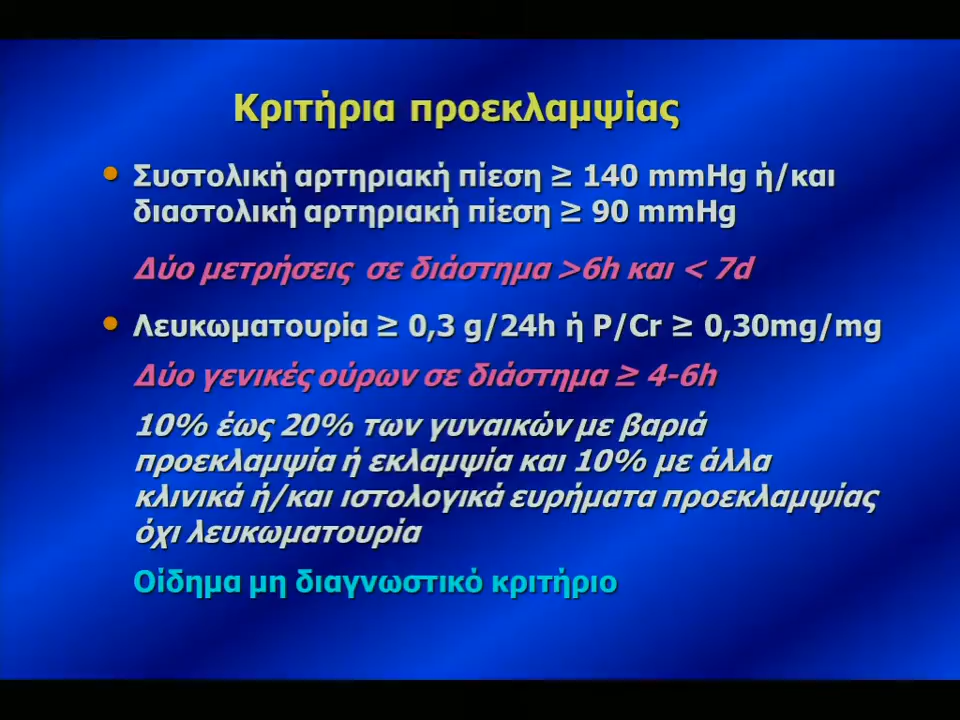 Κριτήρια προεκλαμψίας
• Συστολική αρτηριακή πίεση ≥ 140 mmHg ή/και
διαστολική αρτηριακή πίεση ≥ 90 mmHg
Δύο μετρήσεις σε διάστημα >6h και < 7d
• Λευκωματουρία ≥ 0,3 g/24h ή P/Cr ≥ 0,30mg/mg
Δύο γενικές ούρων σε διάστημα ≥ 4-6h
10% έως 20% των γυναικών με βαριά
προεκλαμψία ή εκλαμψία και 10% με άλλα
κλινικά ή/και ιστολογικά ευρήματα προεκλαμψίας
όχι λευκωματουρία
Οίδημα μη διαγνωστικό κριτήριο